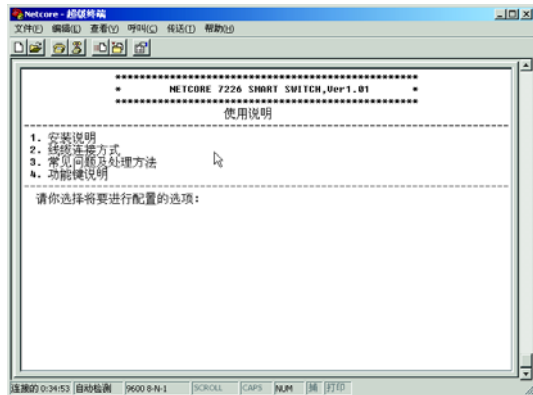 Netcore - 超级终端
文件(F) 编辑(E) 查看(V) 呼叫(C) 传送(T) 帮助(H)
********************************************
* NETCORE 7226 SMART SWITCH,Ver1.01 *
********************************************
使用说明
1. 安装说明
2. 线缆连接方式
3. 常见问题及处理方法
4. 功能键说明
请你选择将要进行配置的选项:
连接的 0:34:53 自动检测 9600 8-N-1 SCROLL CAPS NUM 捕 打印